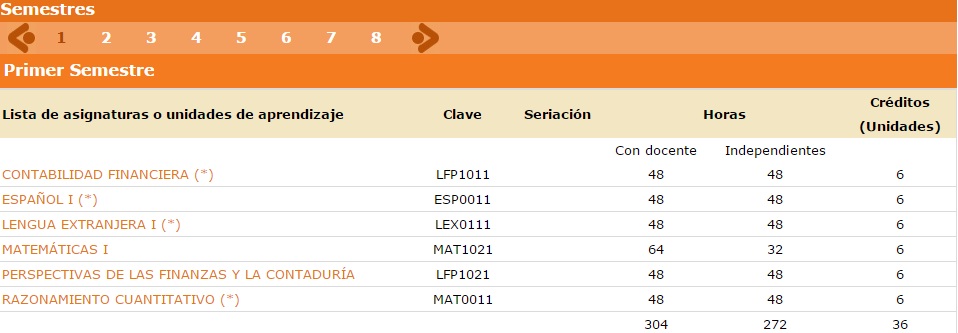 Semestres
1 2 3 4 5 6 7 8
Primer Semestre
Lista de asignaturas o unidades de aprendizaje Clave Seriación Horas Créditos (Unidades)
Con docente Independientes
CONTABILIDAD FINANCIERA (*) LFP1011 48 48 6
ESPAÑOL I (*) ESP0011 48 48 6
LENGUA EXTRANJERA I (*) LEX0111 48 48 6
MATEMÁTICAS I MAT1021 64 32 6
PERSPECTIVAS DE LAS FINANZAS Y LA CONTADURÍA LFP1021 48 48 6
RAZONAMIENTO CUANTITATIVO (*) MAT0011 48 48 6
304 272 36